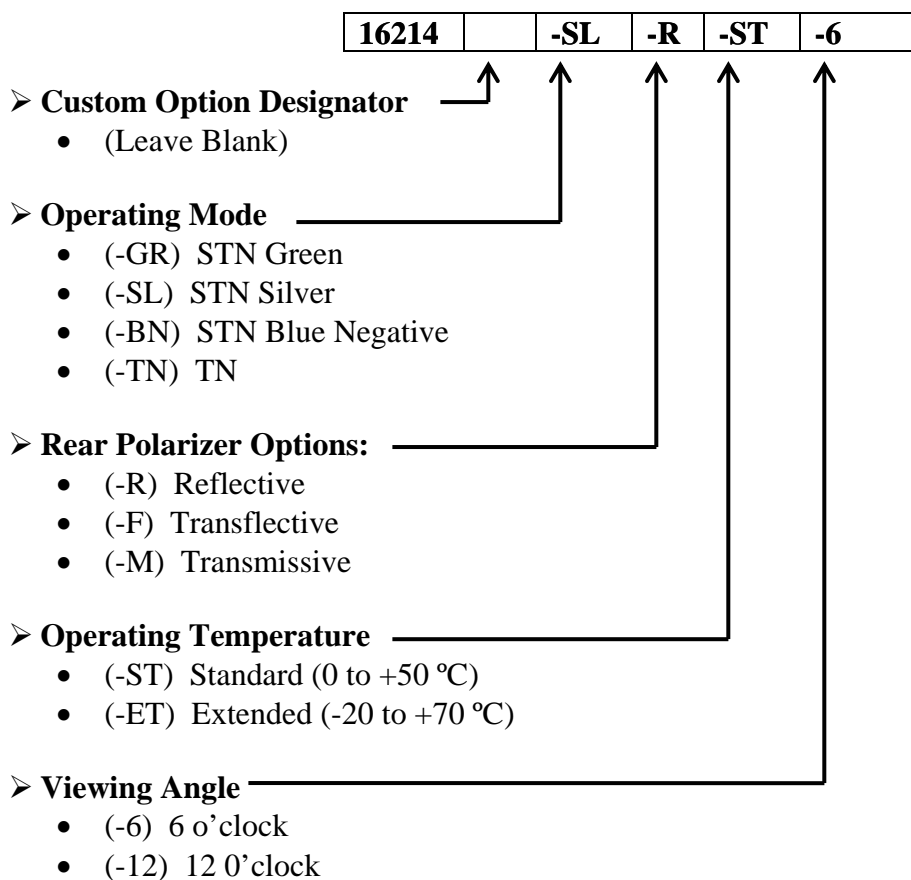 16214 -SL -R -ST -6
➢ Custom Option Designator
• (Leave Blank)
➢ Operating Mode
• (-GR) STN Green
• (-SL) STN Silver
• (-BN) STN Blue Negative
• (-TN) TN
➢ Rear Polarizer Options:
• (-R) Reflective
• (-F) Transflective
• (-M) Transmissive
➢ Operating Temperature
• (-ST) Standard (0 to +50 ºC)
• (-ET) Extended (-20 to +70 ºC)
➢ Viewing Angle
• (-6) 6 o’clock
• (-12) 12 0’clock